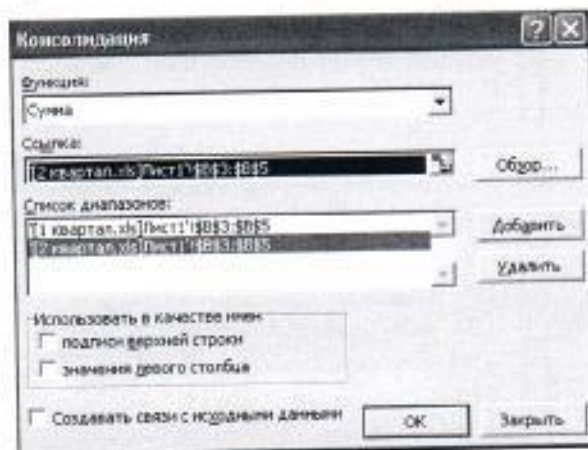 Консолидация
Функция:
Сумма
Ссылка:
'[2 квартал.xls]Лист1'!$B$3:$B$5
Обзор...
Список диапазонов:
'[1 квартал.xls]Лист1'!$B$3:$B$5
Добавить
'[2 квартал.xls]Лист1'!$B$3:$B$5
Удалить
Использовать в качестве имен
подписи верхней строки
значения левого столбца
Создавать связи с исходными данными
ОК
Закрыть